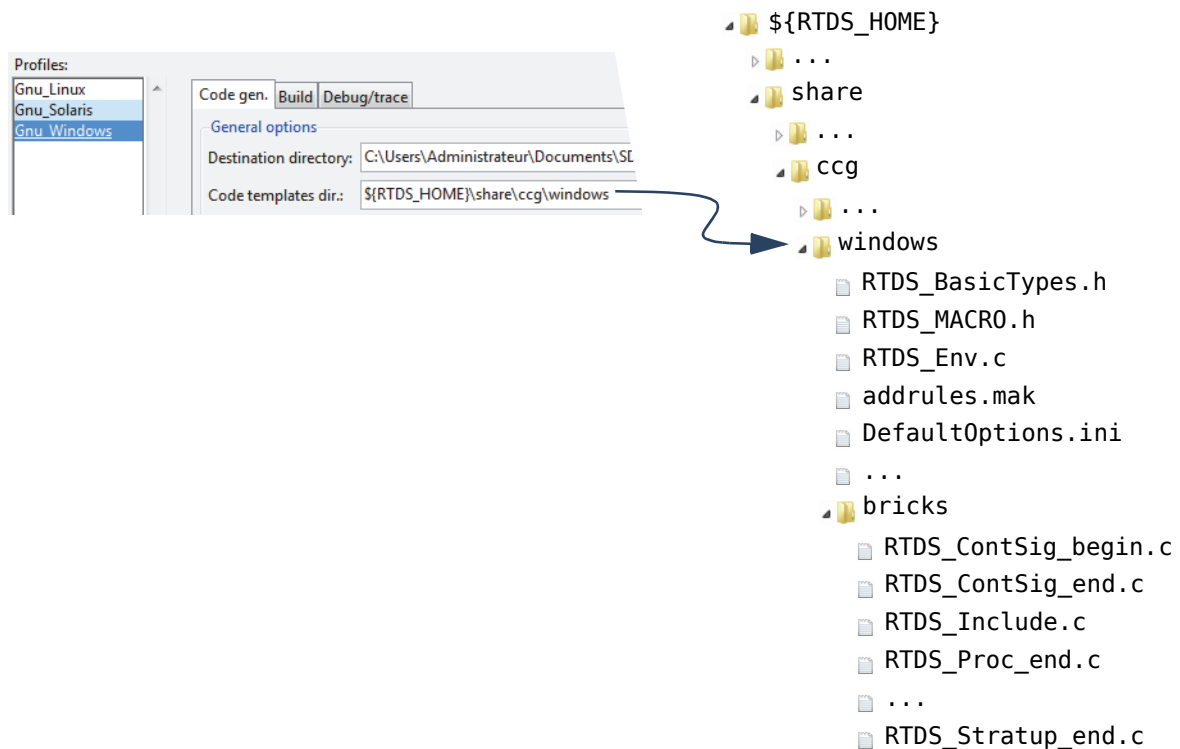 Profiles:
Gnu_Linux
Gnu_Solaris
Gnu_Windows
Code gen. Build Debug/trace
General options
Destination directory: C:\Users\Administrateur\Documents\SD
Code templates dir.: ${RTDS_HOME}\share\ccg\windows
${RTDS_HOME}
...
share
...
ccg
...
windows
RTDS_BasicTypes.h
RTDS_MACRO.h
RTDS_Env.c
addrules.mak
DefaultOptions.ini
...
bricks
RTDS_ContSig_begin.c
RTDS_ContSig_end.c
RTDS_Include.c
RTDS_Proc_end.c
...
RTDS_Stratup_end.c